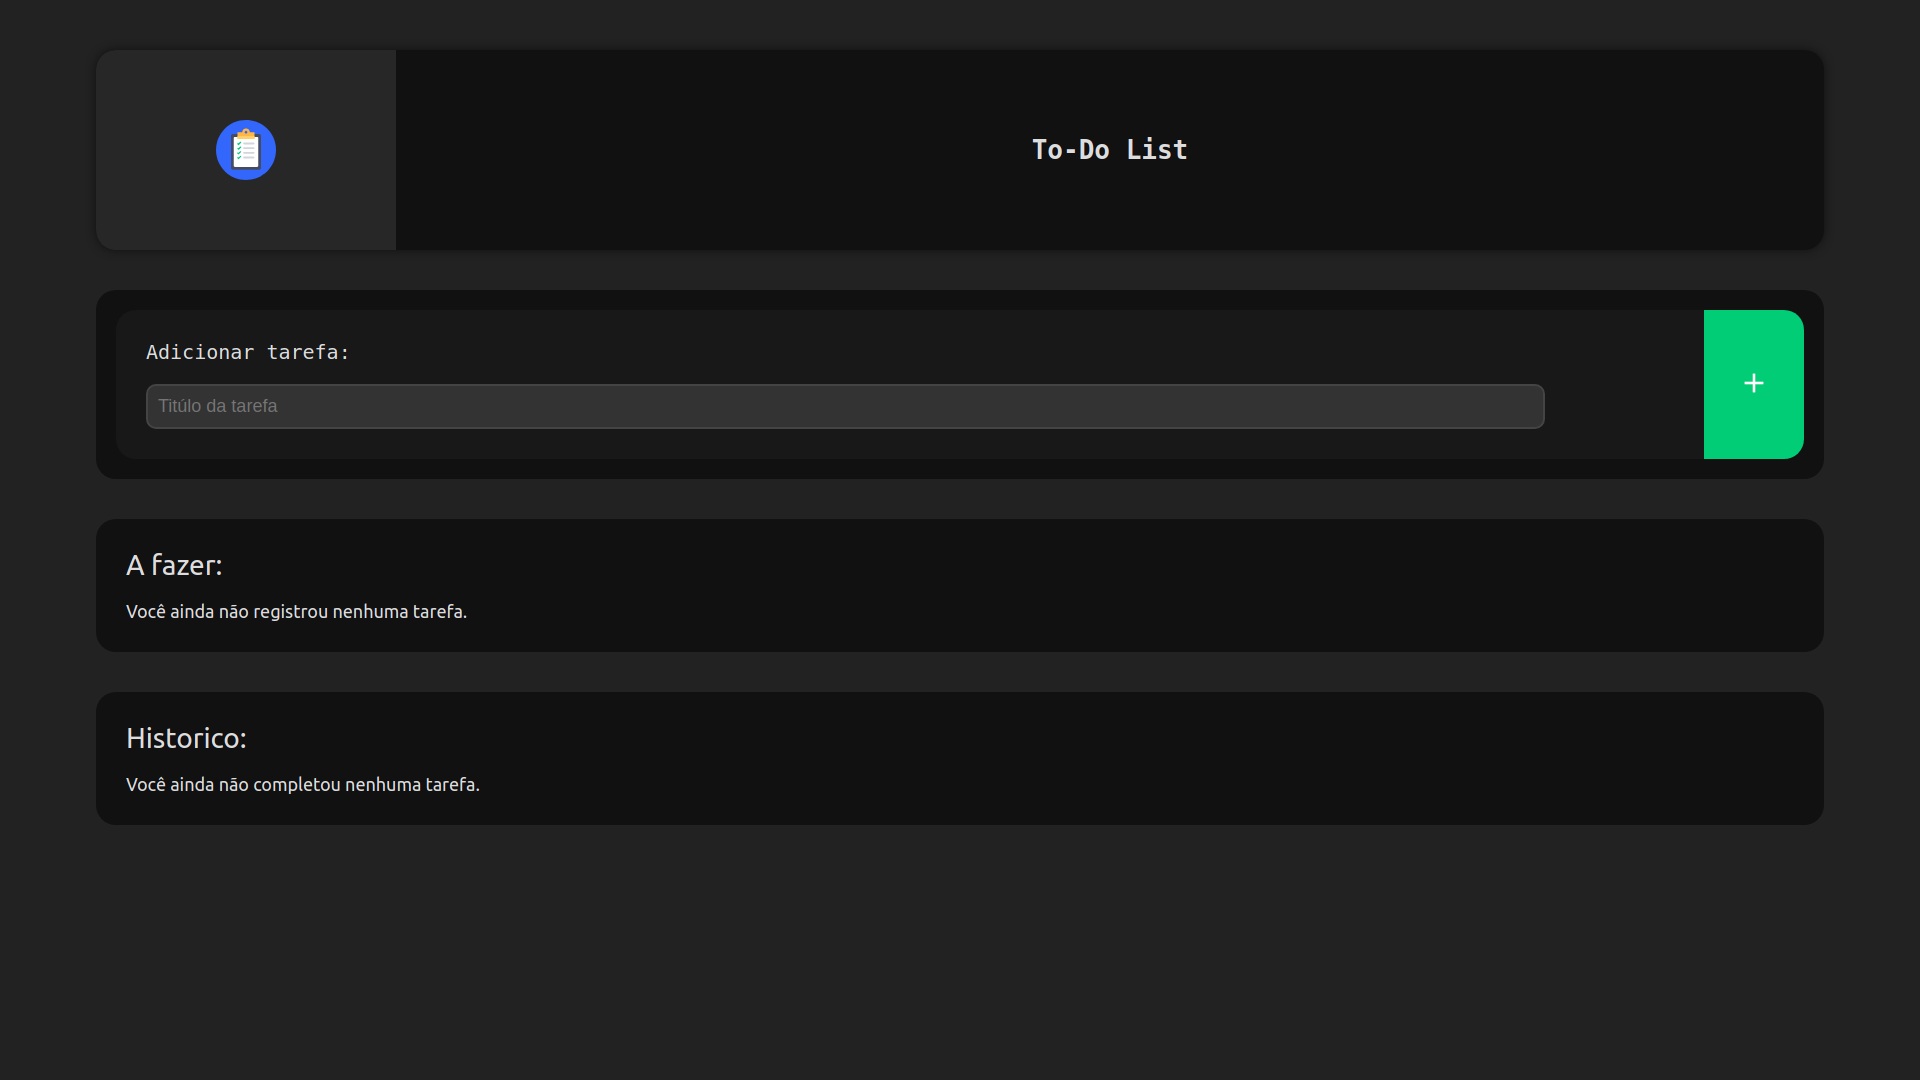 To-Do List
Adicionar tarefa:
Titúlo da tarefa
+
A fazer:
Você ainda não registrou nenhuma tarefa.
Historico:
Você ainda não completou nenhuma tarefa.